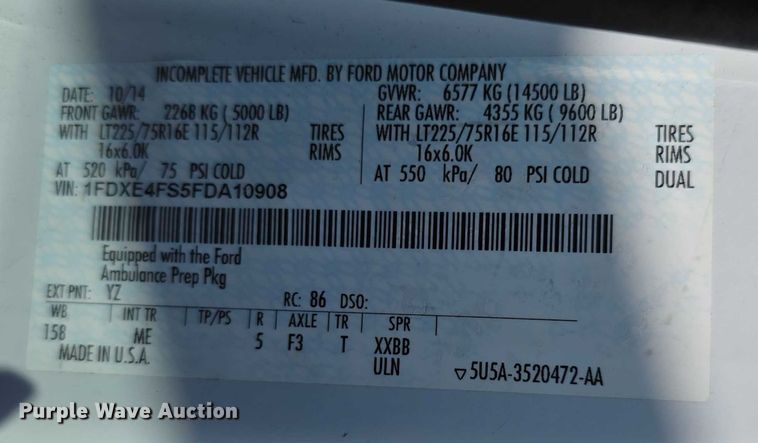 INCOMPLETE VEHICLE MFD. BY FORD MOTOR COMPANY
DATE: 10/14 GVWR: 6577 KG (14500 LB)
FRONT GAWR: 2268 KG ( 5000 LB) REAR GAWR: 4355 KG ( 9600 LB)
WITH LT225/75R16E 115/112R TIRES WITH LT225/75R16E 115/112R TIRES
16x6.0K RIMS 16x6.0K RIMS
AT 520 kPa/ 75 PSI COLD AT 550 kPa/ 80 PSI COLD DUAL
VIN: 1FDXE4FS5FDA10908
Equipped with the Ford
Ambulance Prep Pkg
EXT PNT: YZ RC: 86 DSO:
WB INT TR TP/PS R AXLE TR SPR
158 ME 5 F3 T XXBB
MADE IN U.S.A. ULN ▽5U5A-3520472-AA
Purple Wave Auction